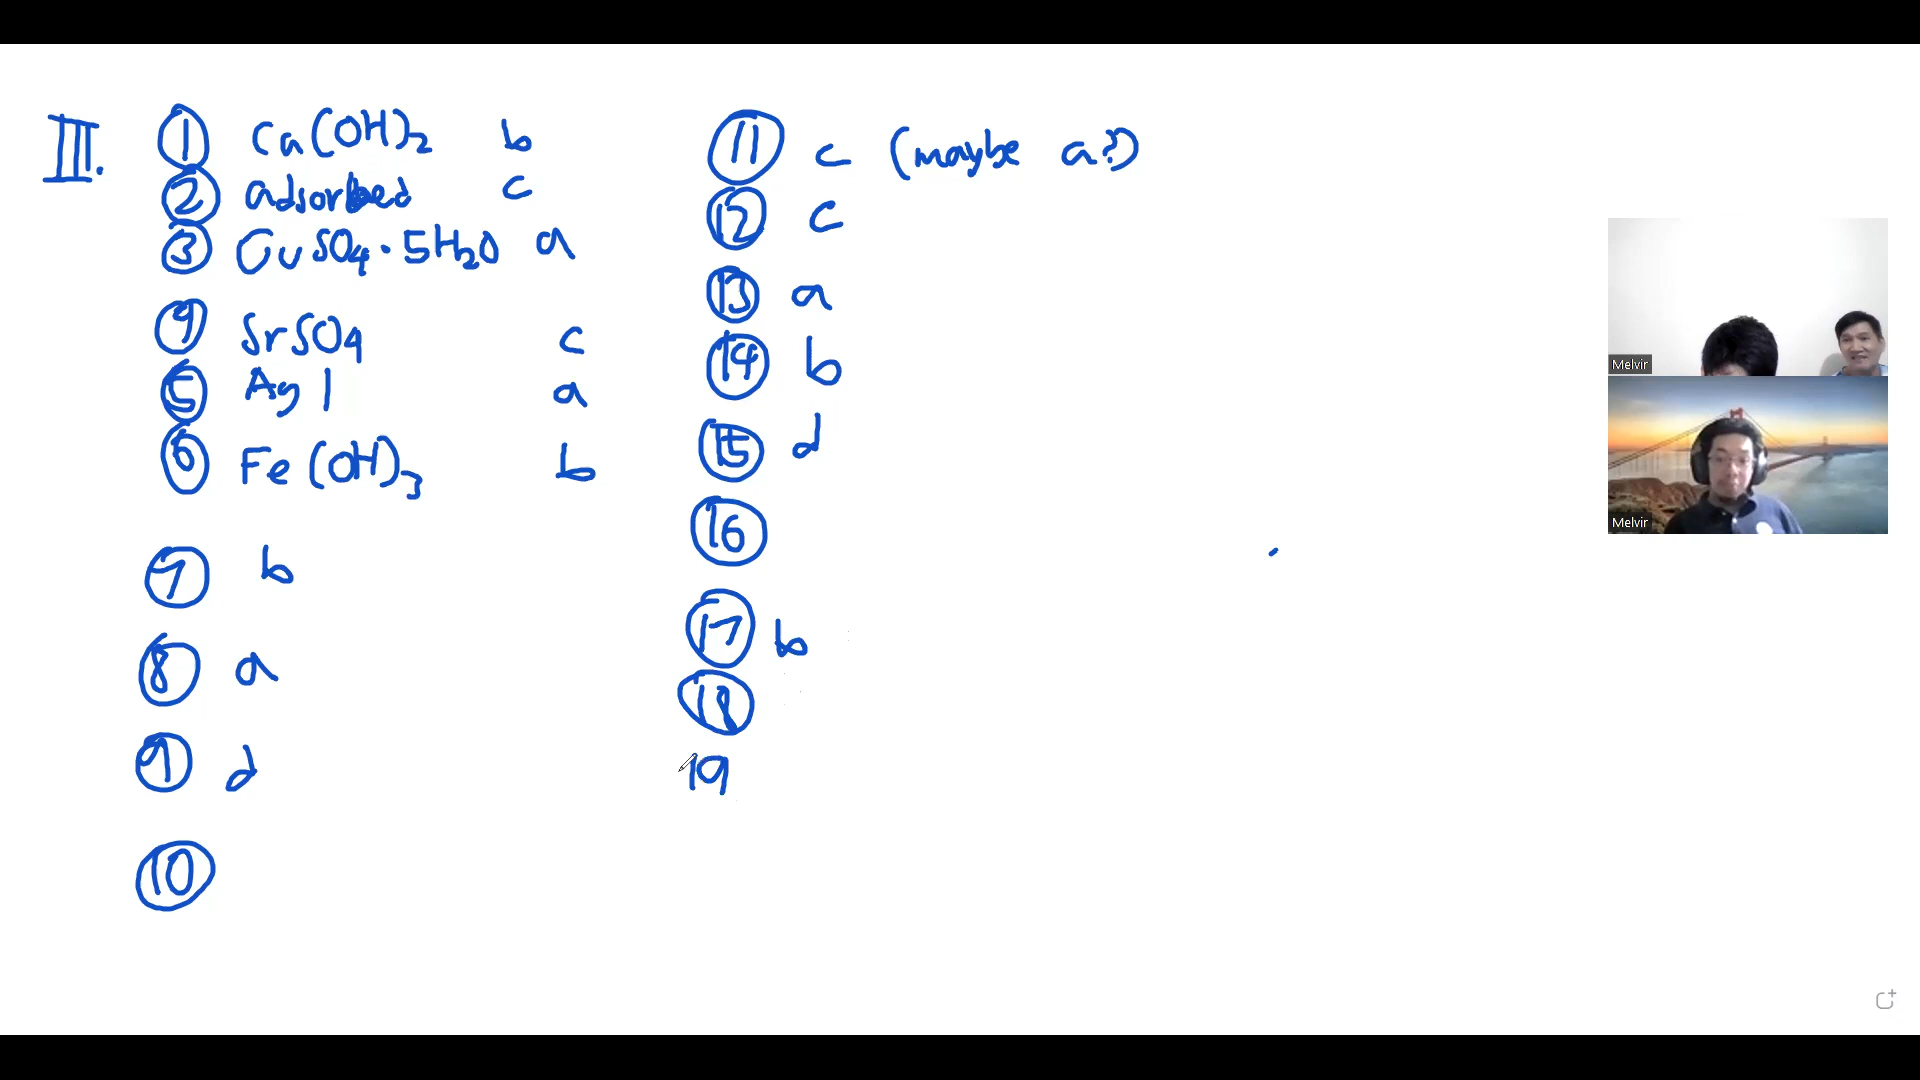 III. 1 Ca(OH)2 b
2 adsorbed c
3 CuSO4·5H2O a
4 SrSO4 c
5 AgI a
6 Fe(OH)3 b
7 b
8 a
9 d
10
11 c (maybe a?)
12 c
13 a
14 b
15 d
16
17 b
18
19
Melvir
Melvir